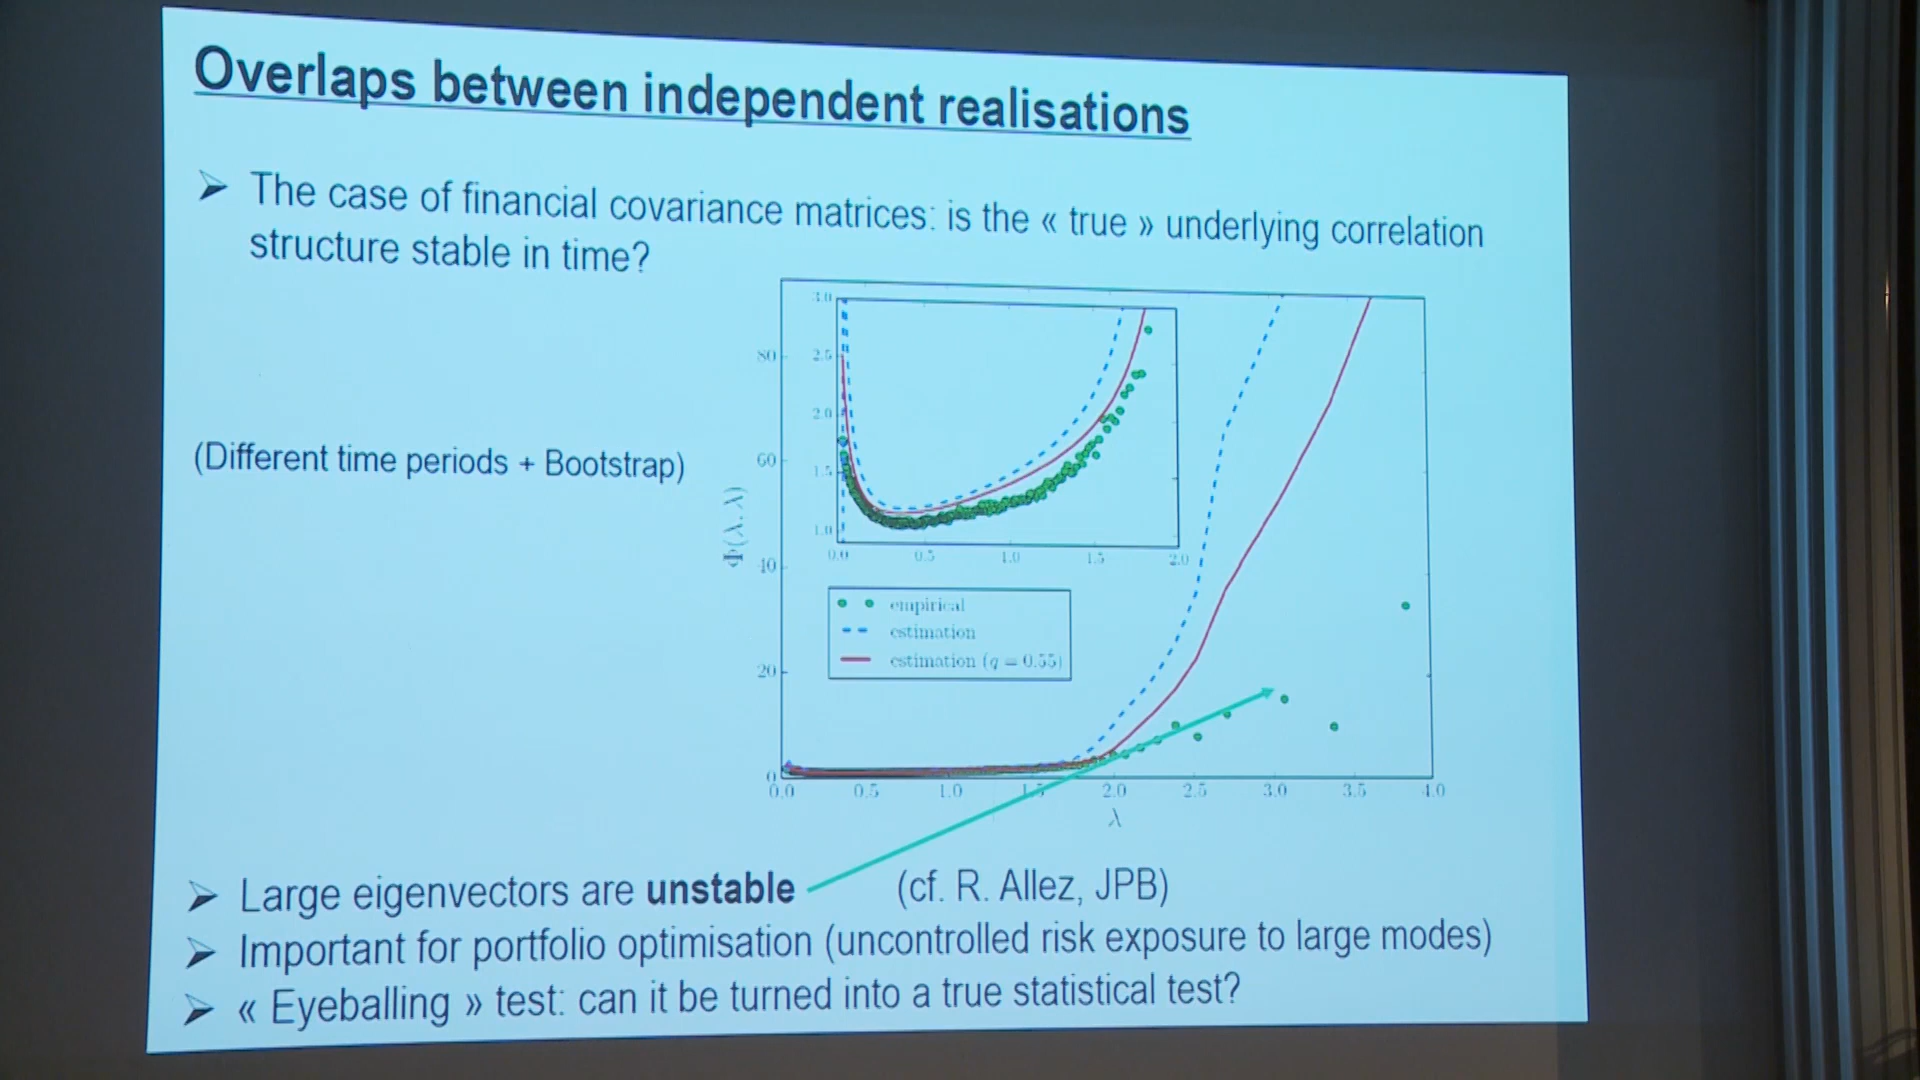 Overlaps between independent realisations
➢ The case of financial covariance matrices: is the « true » underlying correlation
structure stable in time?
(Different time periods + Bootstrap)
Φ(λ, λ)
80
60
40
20
0
0.0 0.5 1.0 1.5 2.0 2.5 3.0 3.5 4.0
λ
3.0
2.5
2.0
1.5
1.0
0.0 0.5 1.0 1.5 2.0
empirical
estimation
estimation (q = 0.55)
➢ Large eigenvectors are unstable (cf. R. Allez, JPB)
➢ Important for portfolio optimisation (uncontrolled risk exposure to large modes)
➢ « Eyeballing » test: can it be turned into a true statistical test?